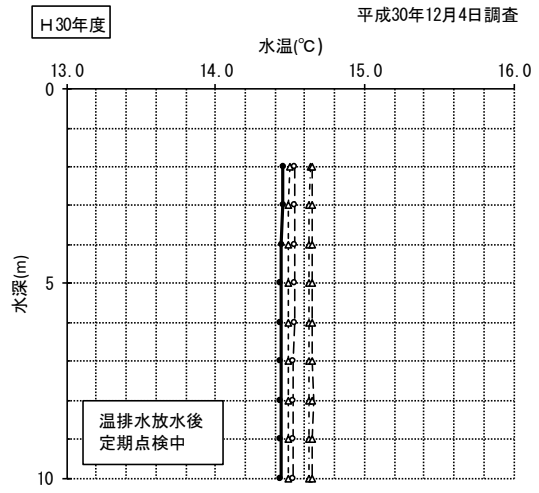 H30年度
平成30年12月4日調査
水温(℃)
13.0 14.0 15.0 16.0
0
5
10
水深(m)
温排水放水後
定期点検中